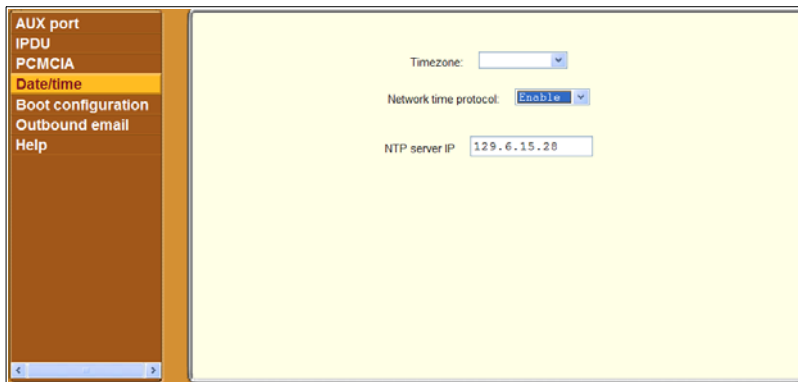 AUX port
IPDU
PCMCIA
Date/time
Boot configuration
Outbound email
Help
Timezone:
Network time protocol: Enable
NTP server IP 129.6.15.28